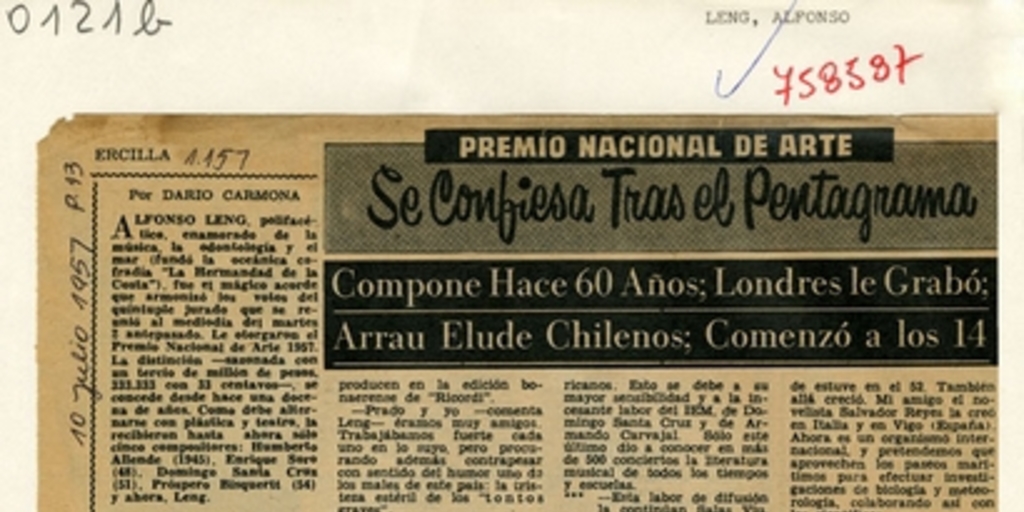 0121b
LENG, ALFONSO
758587
10 Julio 1957 P.13
ERCILLA 1.157
PREMIO NACIONAL DE ARTE
Se Confiesa Tras el Pentagrama
Compone Hace 60 Años; Londres le Grabó;
Arrau Elude Chilenos; Comenzó a los 14
Por DARIO CARMONA
ALFONSO LENG, polifacé-
tico, enamorado de la
música, la odontología y el
mar (fundó la oceánica co-
fradía "La Hermandad de la
Costa"), fue el mágico acorde
que armonizó los votos del
quíntuple jurado que se re-
unió al mediodía del martes
2 antepasado. Le otorgaron el
Premio Nacional de Arte 1957.
La distinción —sazonada con
un tercio de millón de pesos,
333.333 con 33 centavos—, se
concede desde hace una doce-
na de años. Como debe alter-
narse con plástica y teatro, la
recibieron hasta ahora sólo
cinco compositores: Humberto
Allende (1945), Enrique Soro
(48), Domingo Santa Cruz
(51), Próspero Bisquertt (54)
y ahora, Leng.
producen en la edición bo-
naerense de "Ricordi".
—Prado y yo —comenta
Leng— éramos muy amigos.
Trabajábamos fuerte cada
uno en lo suyo, pero procu-
rando además contrapesar
con sentido del humor uno de
los males de este país: la tris-
teza estéril de los "tontos
graves"
ricanos. Esto se debe a su
mayor sensibilidad y a la in-
cesante labor del IEM, de Do-
mingo Santa Cruz y de Ar-
mando Carvajal. Sólo este
último dio a conocer en más
de 500 conciertos la literatura
musical de todos los tiempos
y escuelas.
***
—Esta labor de difusión
la continúan Salas Viu,
de estuve en el 52. También
allá creció. Mi amigo el no-
velista Salvador Reyes la creó
en Italia y en Vigo (España).
Ahora es un organismo inter-
nacional, y pretendemos que
aprovechen los paseos marí-
timos para efectuar investi-
gaciones de biología y meteo-
rología, colaborando así con